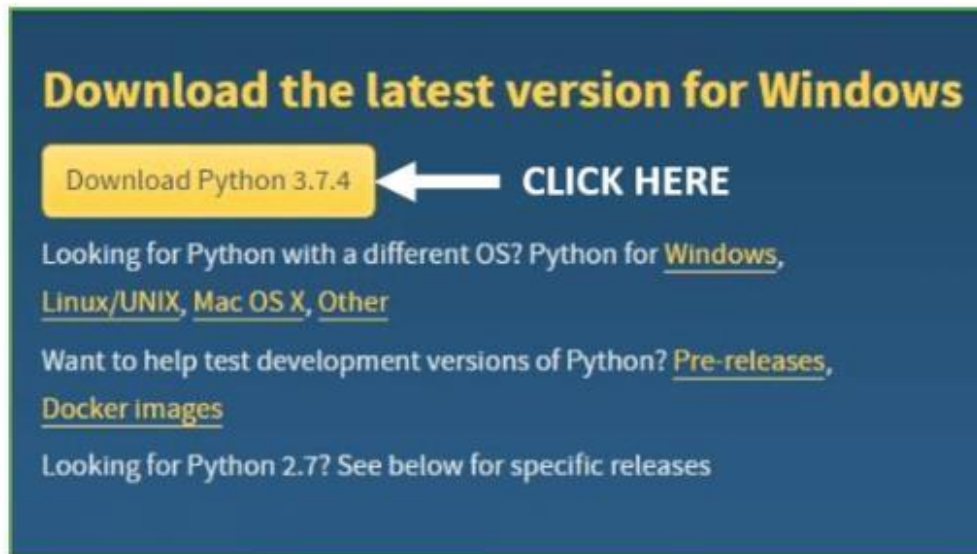 Download the latest version for Windows
Download Python 3.7.4 CLICK HERE
Looking for Python with a different OS? Python for Windows,
Linux/UNIX, Mac OS X, Other
Want to help test development versions of Python? Pre-releases,
Docker images
Looking for Python 2.7? See below for specific releases